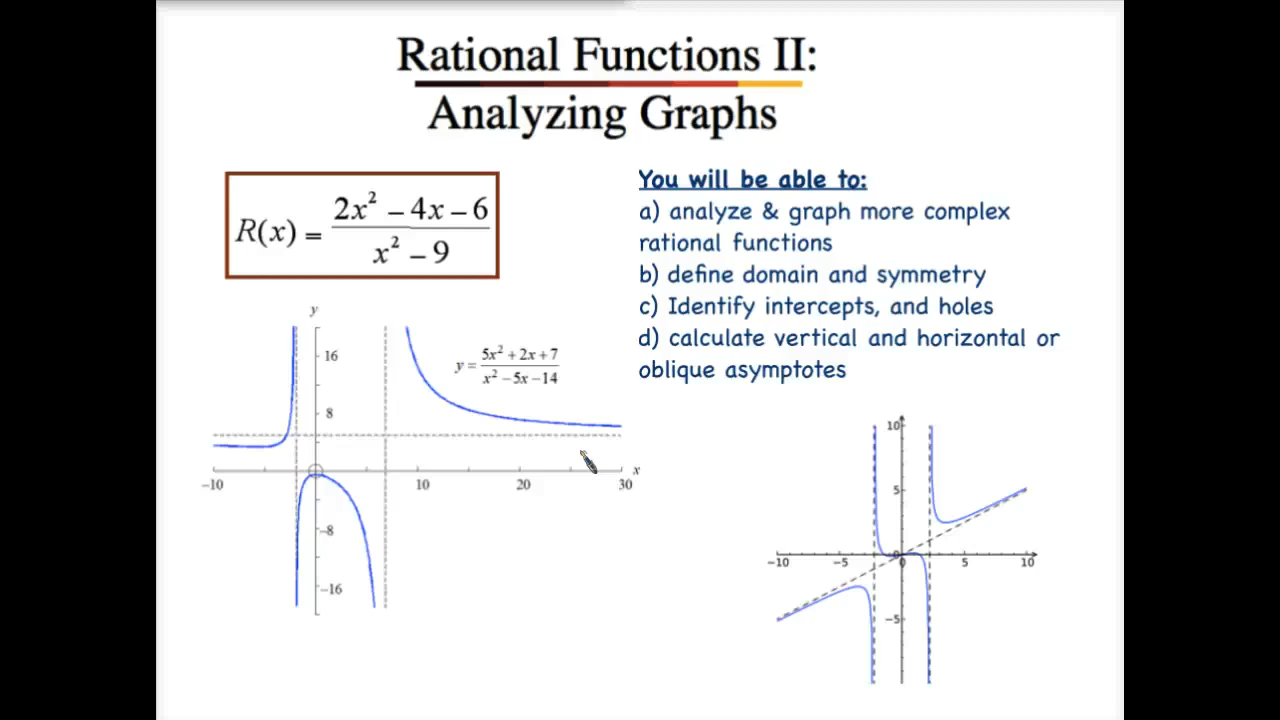 Rational Functions II:
Analyzing Graphs
R(x) = (2x² – 4x – 6)/(x² – 9)
You will be able to:
a) analyze & graph more complex
rational functions
b) define domain and symmetry
c) Identify intercepts, and holes
d) calculate vertical and horizontal or
oblique asymptotes
y
16
y = (5x² + 2x + 7)/(x² – 5x – 14)
8
x
-10 10 20 30
-8
-16
10
5
-10 -5 0 5 10
-5